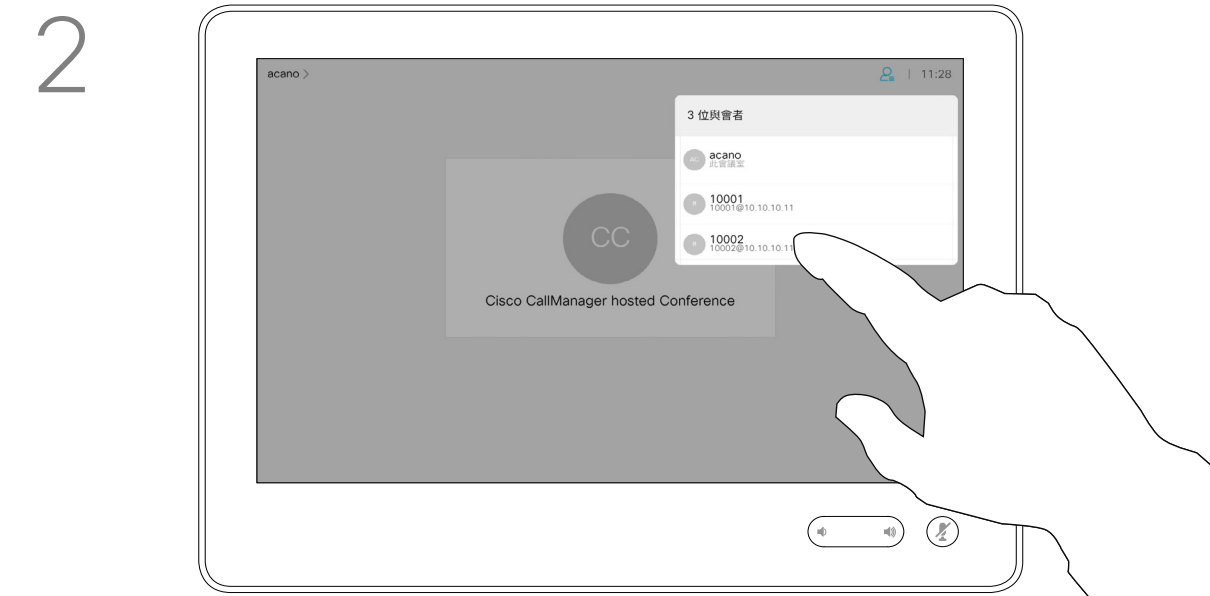 2
acano >
11:28
3 位與會者
AC
acano
此會議室
#
10001
10001@10.10.10.11
#
10002
10002@10.10.10.11
CC
Cisco CallManager hosted Conference